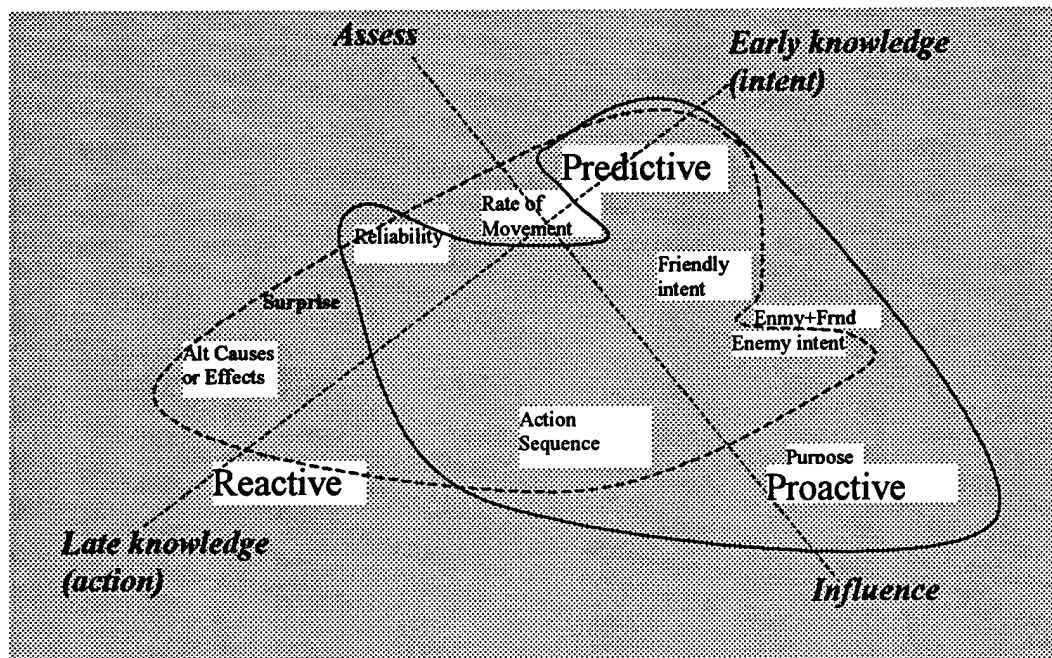 Assess
Early knowledge
(intent)
Predictive
Rate of
Movement
Reliability
Friendly
intent
Surprise
Enmy+Frnd
Enemy intent
Alt Causes
or Effects
Action
Sequence
Purpose
Reactive
Proactive
Late knowledge
(action)
Influence